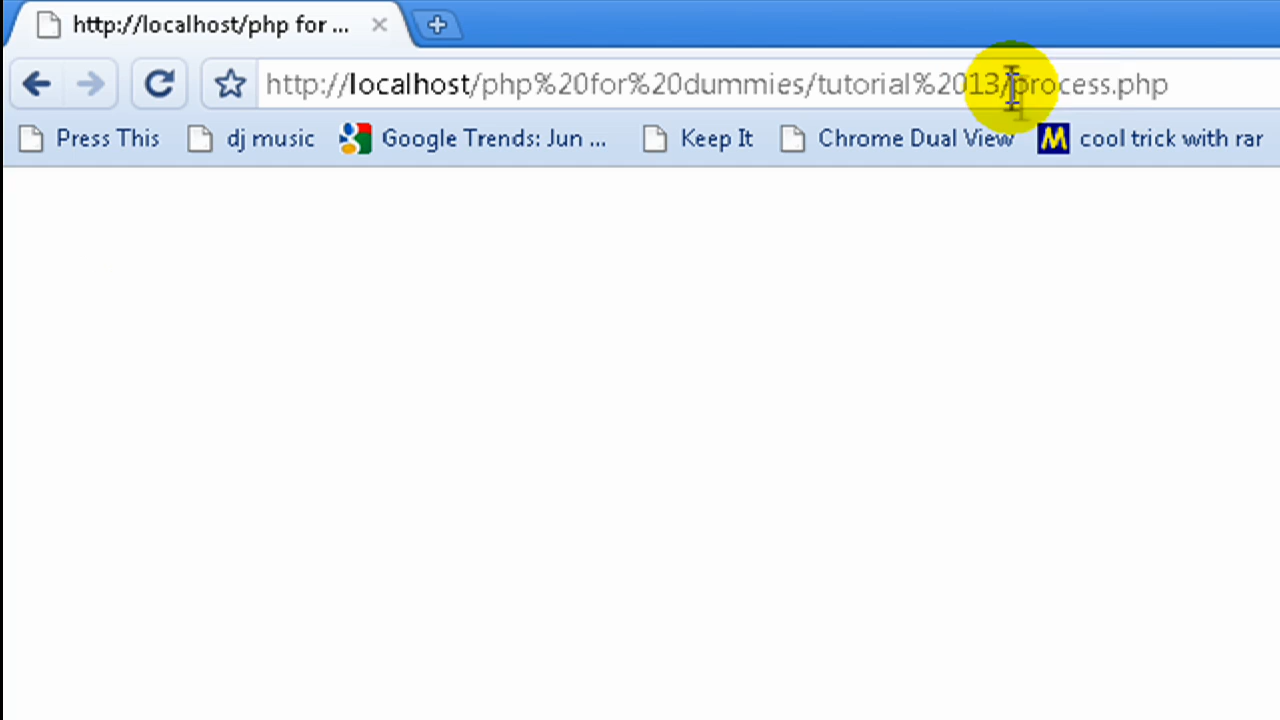 http://localhost/php for ...
http://localhost/php%20for%20dummies/tutorial%2013/process.php
Press This dj music Google Trends: Jun ... Keep It Chrome Dual View M cool trick with rar